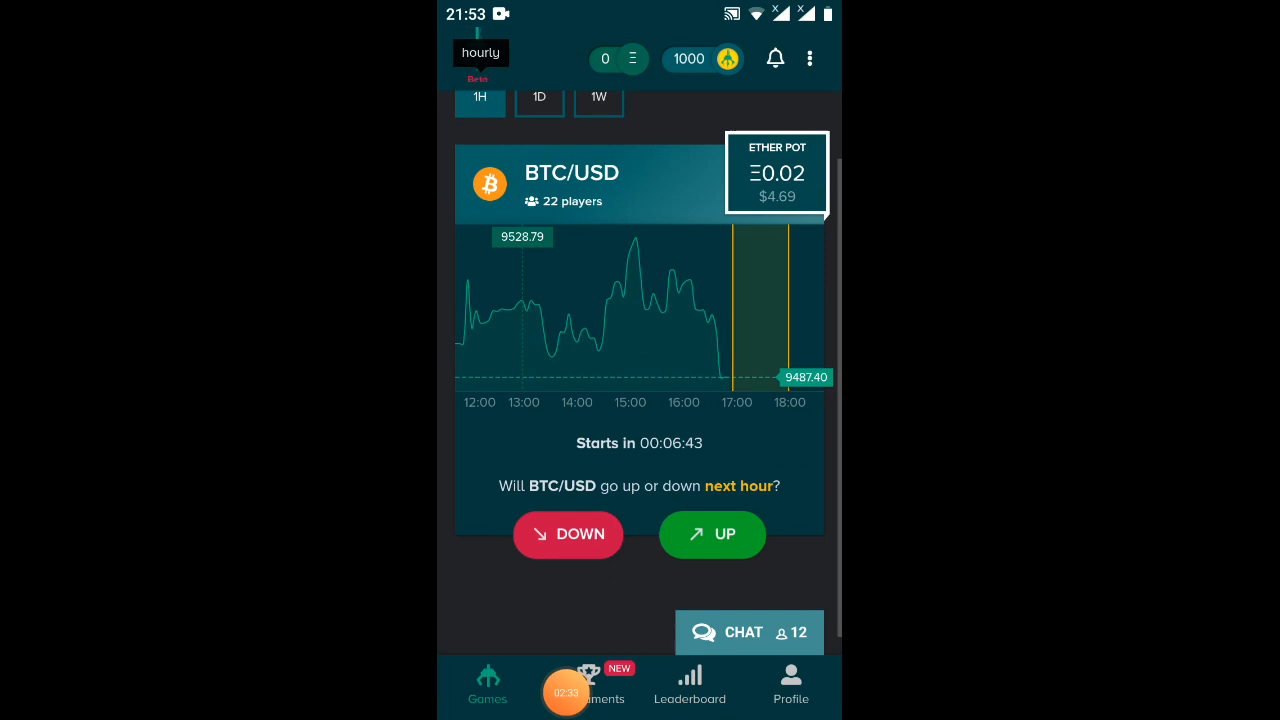 21:53
X X
hourly
0 Ξ 1000
Beta
1H 1D 1W
ETHER POT
Ξ0.02
$4.69
BTC/USD
22 players
9528.79
9487.40
12:00 13:00 14:00 15:00 16:00 17:00 18:00
Starts in 00:06:43
Will BTC/USD go up or down next hour?
DOWN UP
CHAT 12
NEW
02:33
Games ments Leaderboard Profile